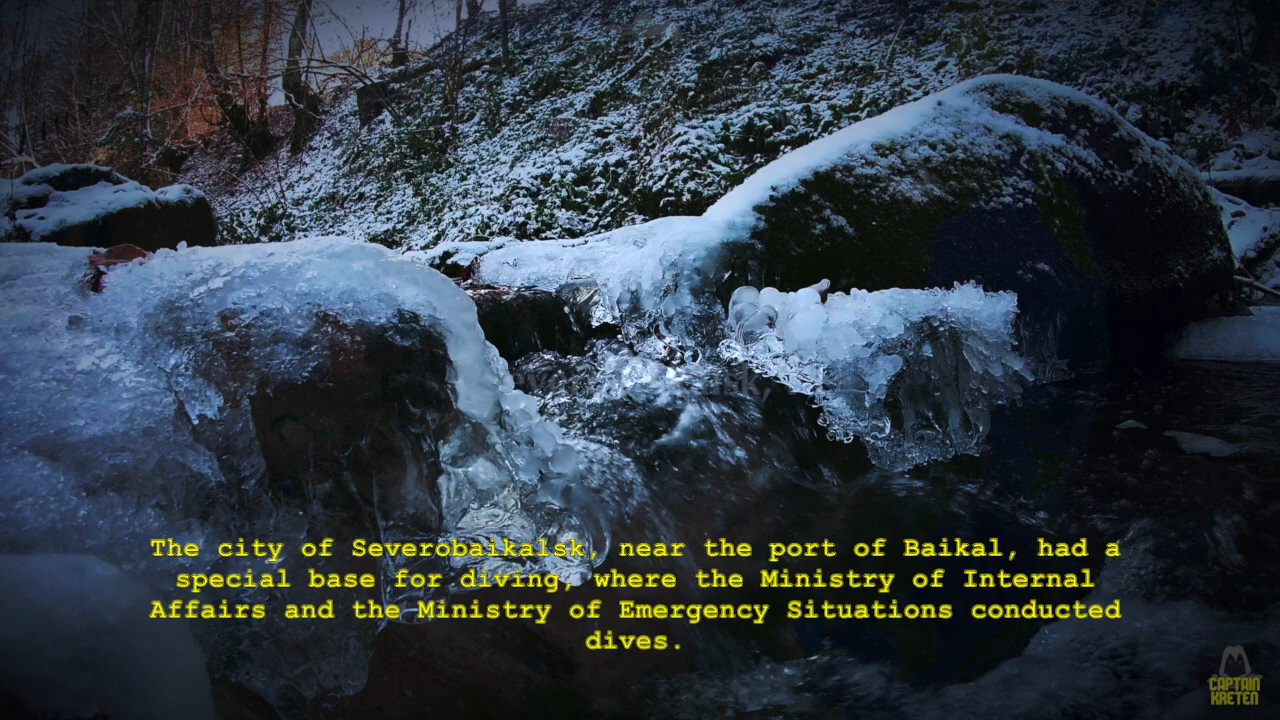 The city of Severobaikalsk, near the port of Baikal, had a
special base for diving, where the Ministry of Internal
Affairs and the Ministry of Emergency Situations conducted
dives.
CAPTAIN
KRETEN